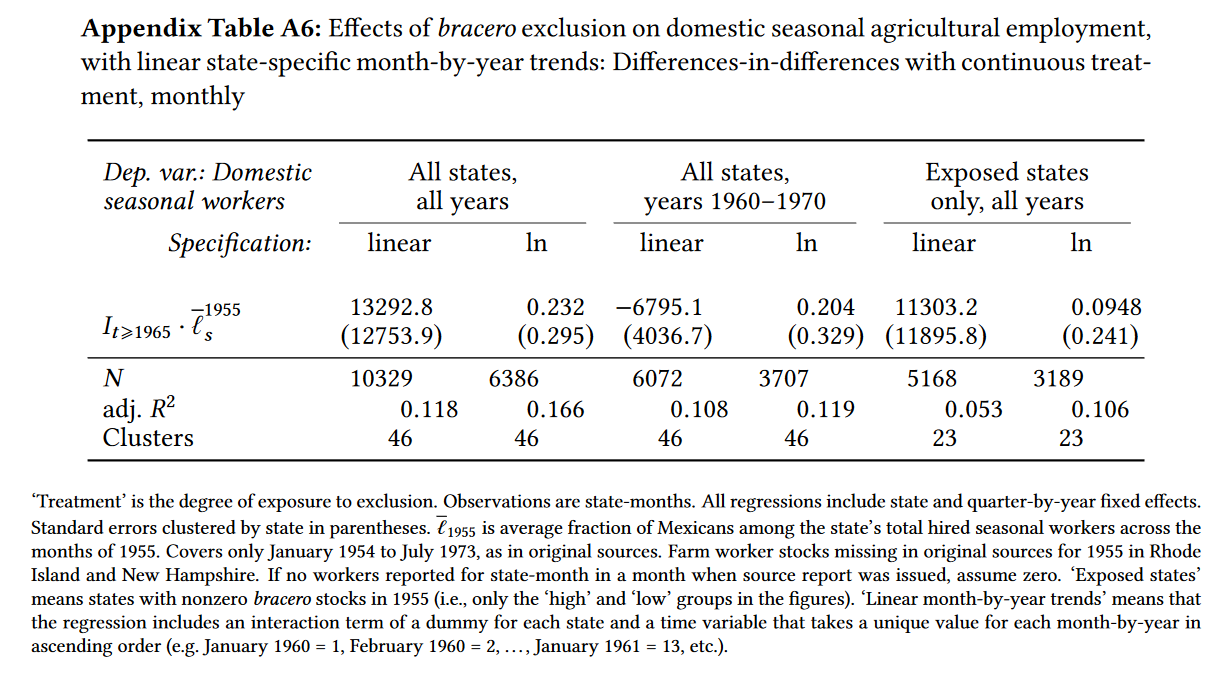 Appendix Table A6: Effects of bracero exclusion on domestic seasonal agricultural employment,
with linear state-specific month-by-year trends: Differences-in-differences with continuous treat-
ment, monthly
Dep. var.: Domestic All states, All states, Exposed states
seasonal workers all years years 1960–1970 only, all years
Specification: linear ln linear ln linear ln
13292.8 0.232 −6795.1 0.204 11303.2 0.0948
I_{t⩾1965} · \bar{ℓ}_s^{1955} (12753.9) (0.295) (4036.7) (0.329) (11895.8) (0.241)
N 10329 6386 6072 3707 5168 3189
adj. R² 0.118 0.166 0.108 0.119 0.053 0.106
Clusters 46 46 46 46 23 23
‘Treatment’ is the degree of exposure to exclusion. Observations are state-months. All regressions include state and quarter-by-year fixed effects.
Standard errors clustered by state in parentheses. \bar{ℓ}_{1955} is average fraction of Mexicans among the state’s total hired seasonal workers across the
months of 1955. Covers only January 1954 to July 1973, as in original sources. Farm worker stocks missing in original sources for 1955 in Rhode
Island and New Hampshire. If no workers reported for state-month in a month when source report was issued, assume zero. ‘Exposed states’
means states with nonzero bracero stocks in 1955 (i.e., only the ‘high’ and ‘low’ groups in the figures). ‘Linear month-by-year trends’ means that
the regression includes an interaction term of a dummy for each state and a time variable that takes a unique value for each month-by-year in
ascending order (e.g. January 1960 = 1, February 1960 = 2, …, January 1961 = 13, etc.).